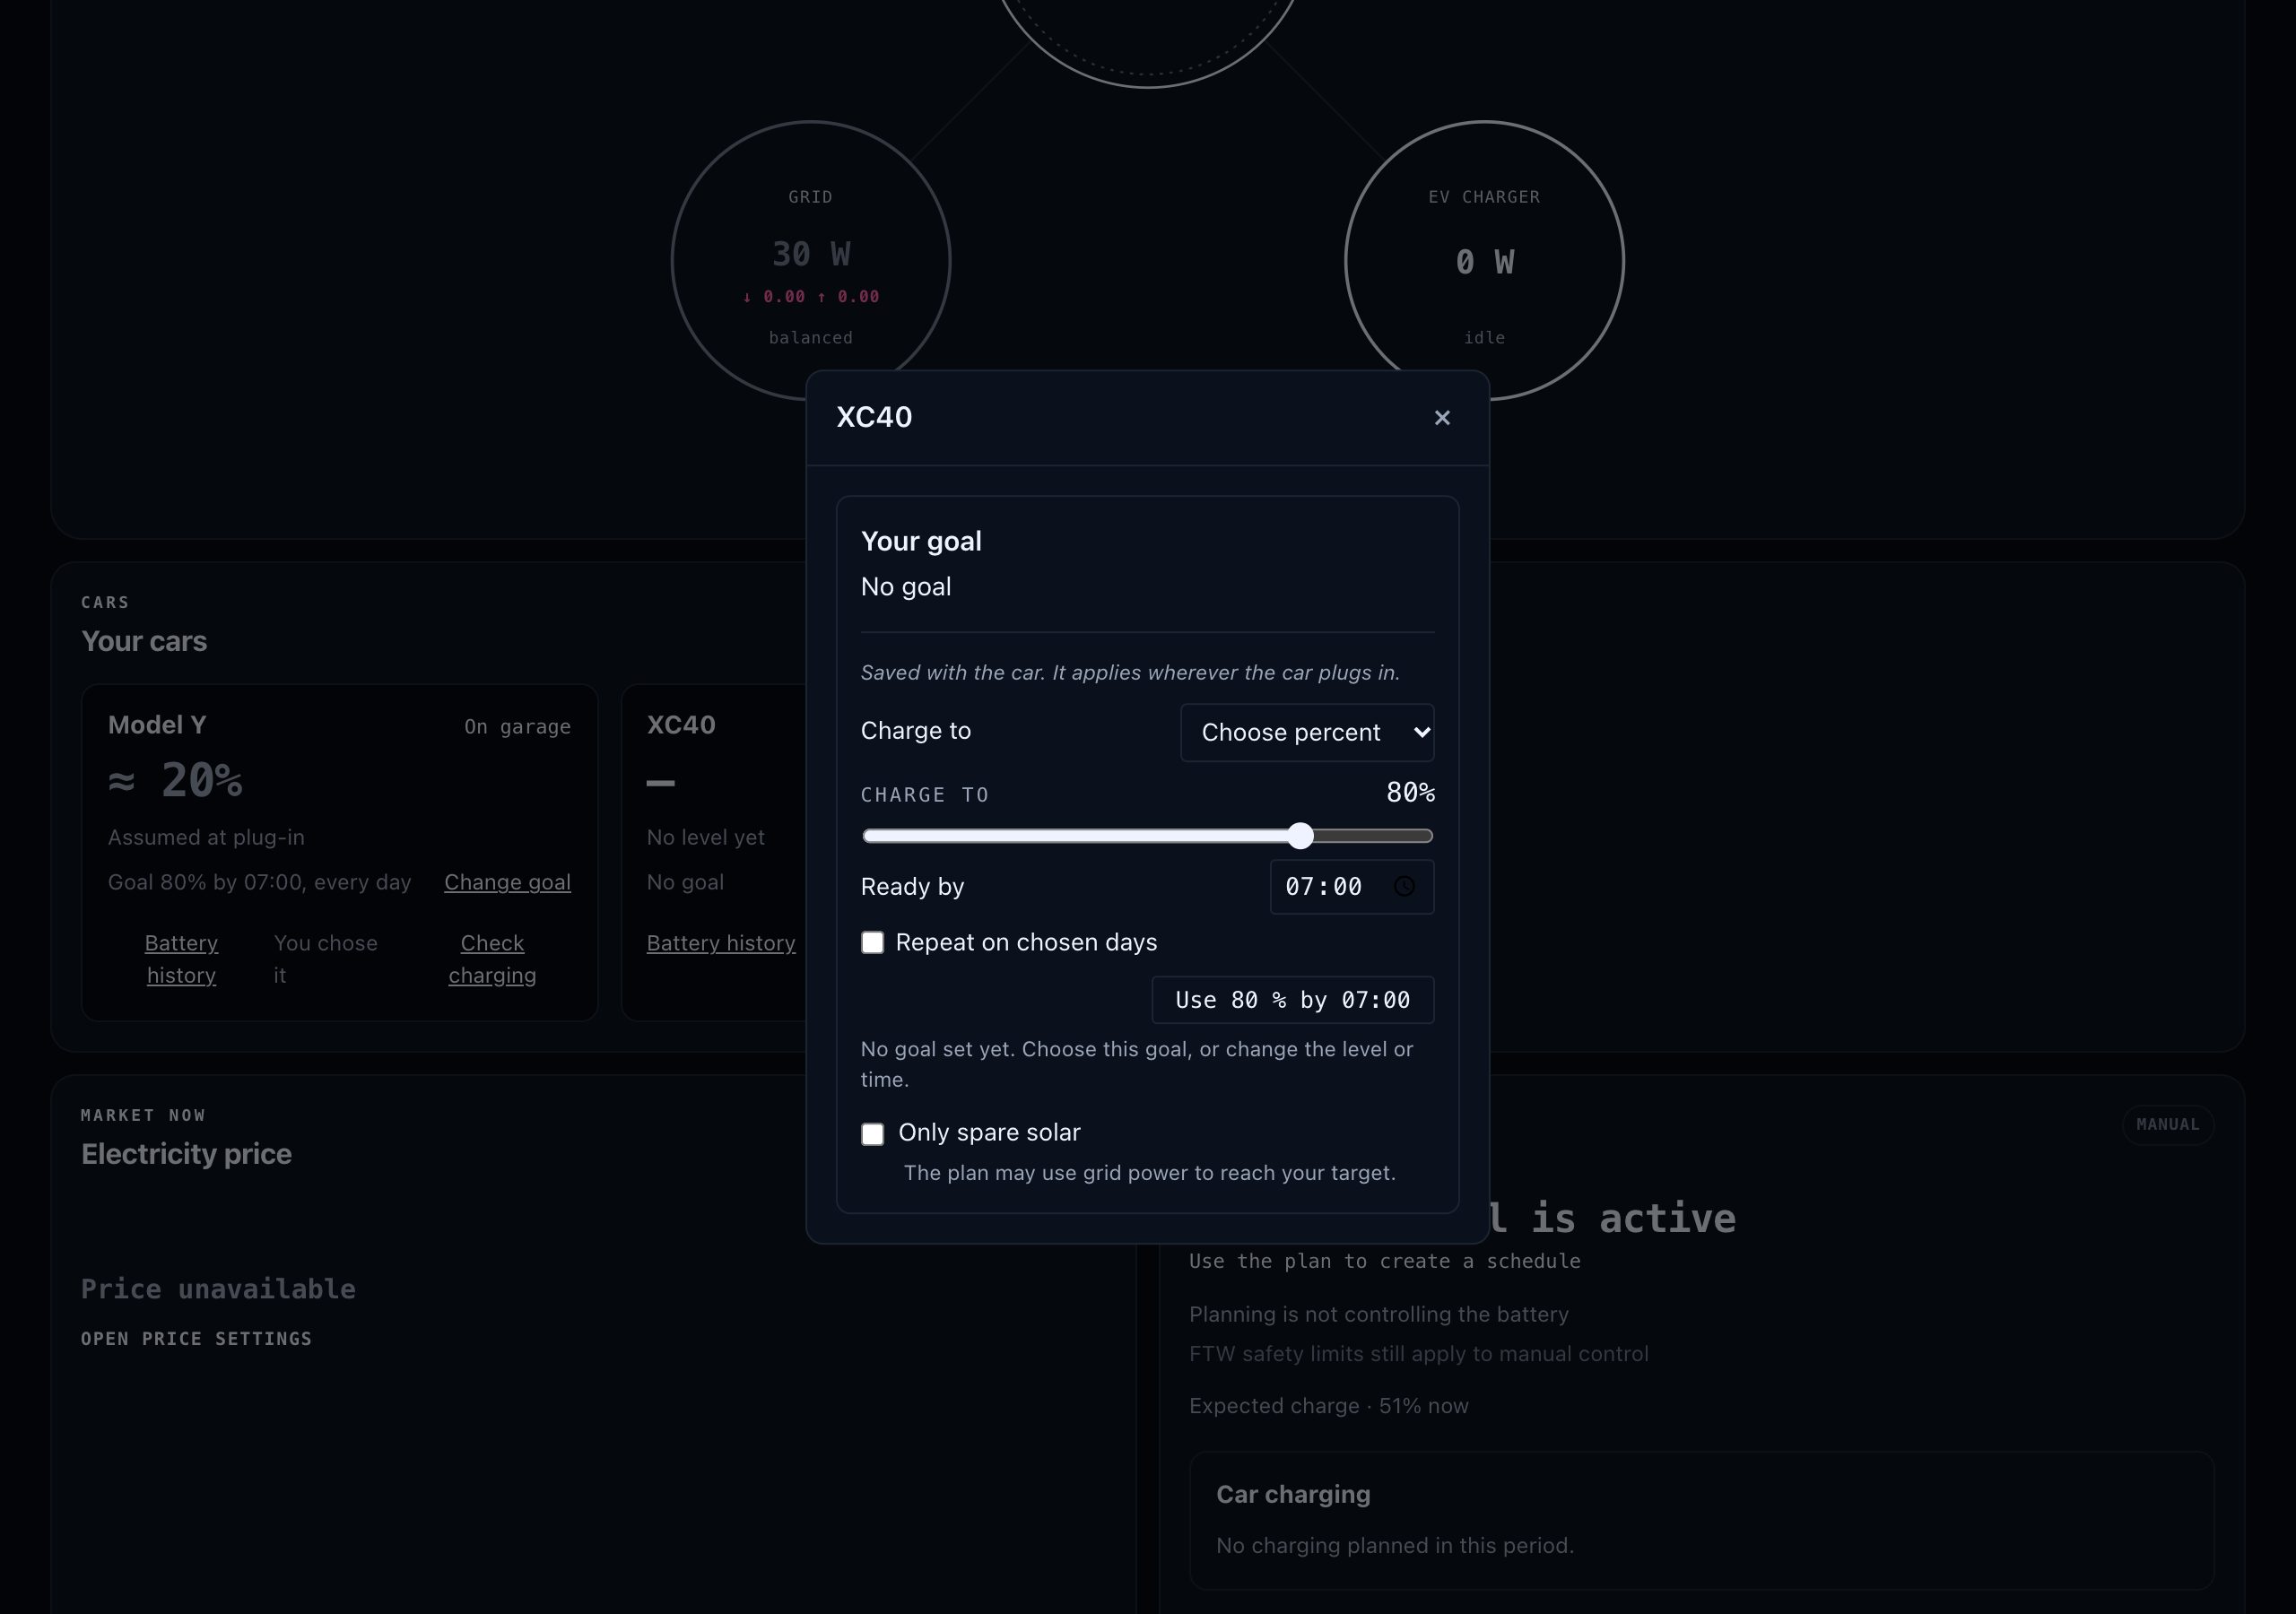 GRID
30 W
↓ 0.00 ↑ 0.00
balanced
EV CHARGER
0 W
idle
CARS
Your cars
Model Y
On garage
≈ 20%
Assumed at plug-in
Goal 80% by 07:00, every day
Change goal
Battery
history
You chose
it
Check
charging
XC40
—
No level yet
No goal
Battery history
XC40
×
Your goal
No goal
Saved with the car. It applies wherever the car plugs in.
Charge to
Choose percent
CHARGE TO
80%
Ready by
07:00
Repeat on chosen days
Use 80 % by 07:00
No goal set yet. Choose this goal, or change the level or
time.
Only spare solar
The plan may use grid power to reach your target.
MARKET NOW
Electricity price
Price unavailable
OPEN PRICE SETTINGS
MANUAL
l is active
Use the plan to create a schedule
Planning is not controlling the battery
FTW safety limits still apply to manual control
Expected charge · 51% now
Car charging
No charging planned in this period.